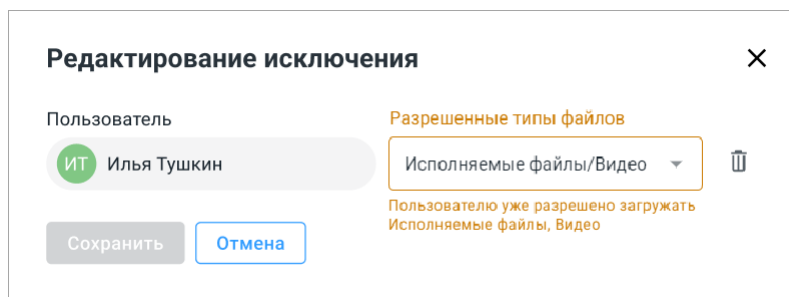 Редактирование исключения
Пользователь
Разрешенные типы файлов
ИТ Илья Тушкин
Исполняемые файлы/Видео
Пользователю уже разрешено загружать
Исполняемые файлы, Видео
Сохранить
Отмена